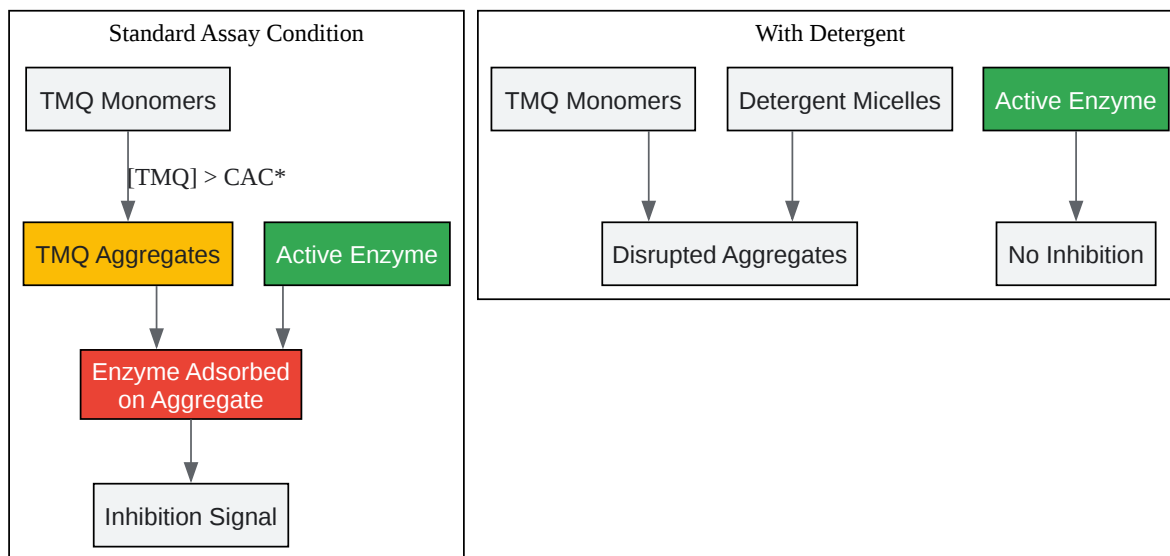 Standard Assay Condition
TMQ Monomers
[TMQ] > CAC*
TMQ Aggregates
Active Enzyme
Enzyme Adsorbed
on Aggregate
Inhibition Signal
With Detergent
TMQ Monomers
Detergent Micelles
Active Enzyme
Disrupted Aggregates
No Inhibition